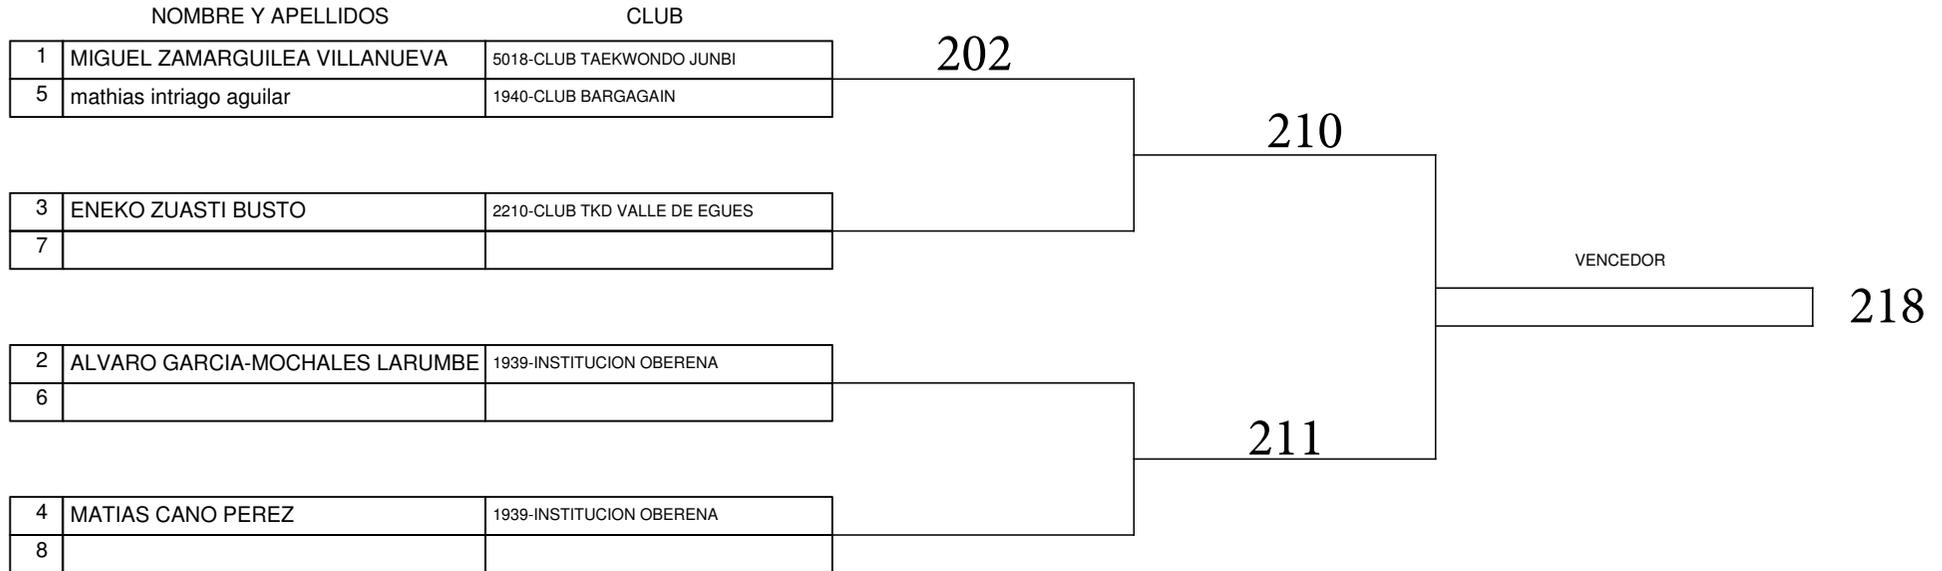 NOMBRE Y APELLIDOS CLUB
1 MIGUEL ZAMARGUILEA VILLANUEVA 5018-CLUB TAEKWONDO JUNBI 202
5 mathias intriago aguilar 1940-CLUB BARGAGAIN
210
3 ENEKO ZUASTI BUSTO 2210-CLUB TKD VALLE DE EGUES
7
VENCEDOR
218
2 ALVARO GARCIA-MOCHALES LARUMBE 1939-INSTITUCION OBERENA
6
211
4 MATIAS CANO PEREZ 1939-INSTITUCION OBERENA
8